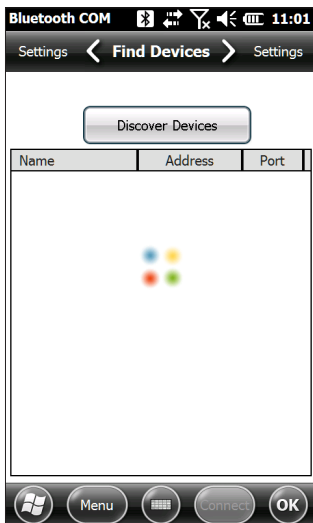 Bluetooth COM 11:01
Settings Find Devices Settings
Discover Devices
Name Address Port
Menu Connect OK